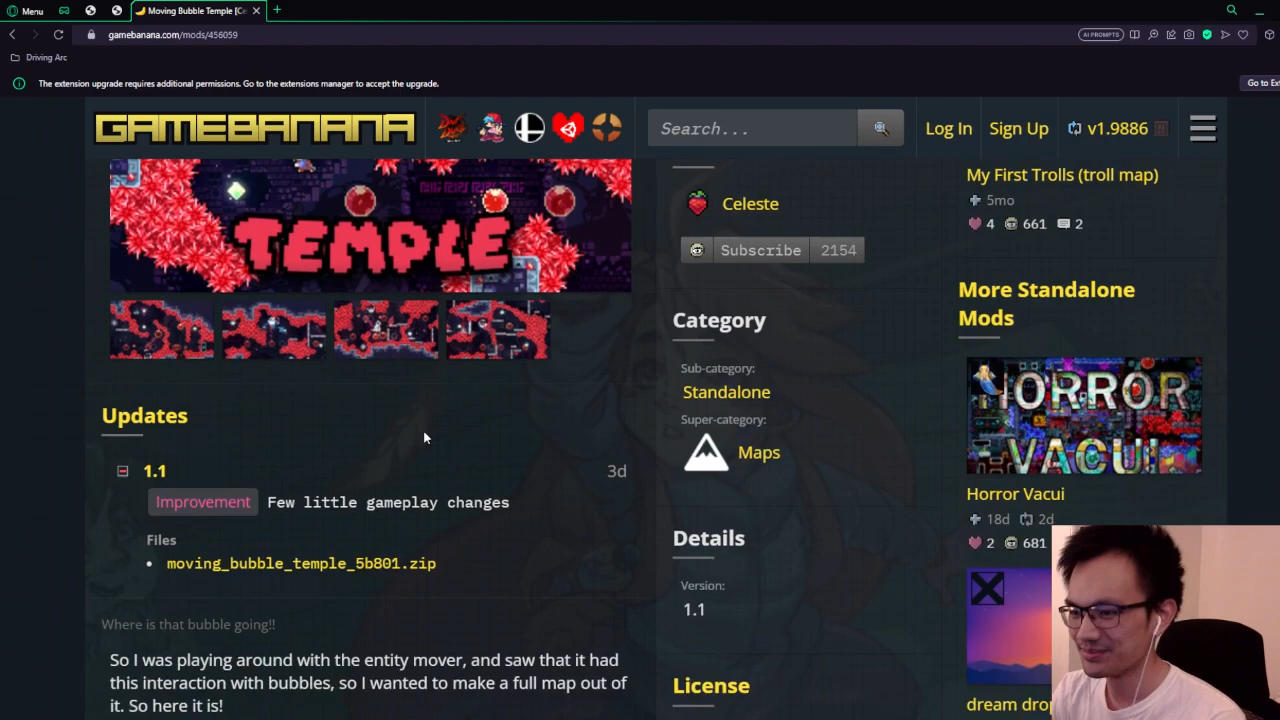 Menu
Moving Bubble Temple [Ce
gamebanana.com/mods/456059
AI PROMPTS
Driving Arc
The extension upgrade requires additional permissions. Go to the extensions manager to accept the upgrade.
Go to Ex
GAMEBANANA
Search...
Log In
Sign Up
v1.9886
TEMPLE
Celeste
Subscribe 2154
My First Trolls (troll map)
5mo
4 661 2
More Standalone
Mods
Category
Sub-category:
Standalone
Super-category:
Maps
HORROR
VACUI
Horror Vacui
18d 2d
2 681
Updates
1.1
3d
Improvement Few little gameplay changes
Files
moving_bubble_temple_5b801.zip
Details
Version:
1.1
Where is that bubble going!!
So I was playing around with the entity mover, and saw that it had
this interaction with bubbles, so I wanted to make a full map out of
it. So here it is!
License
dream dro